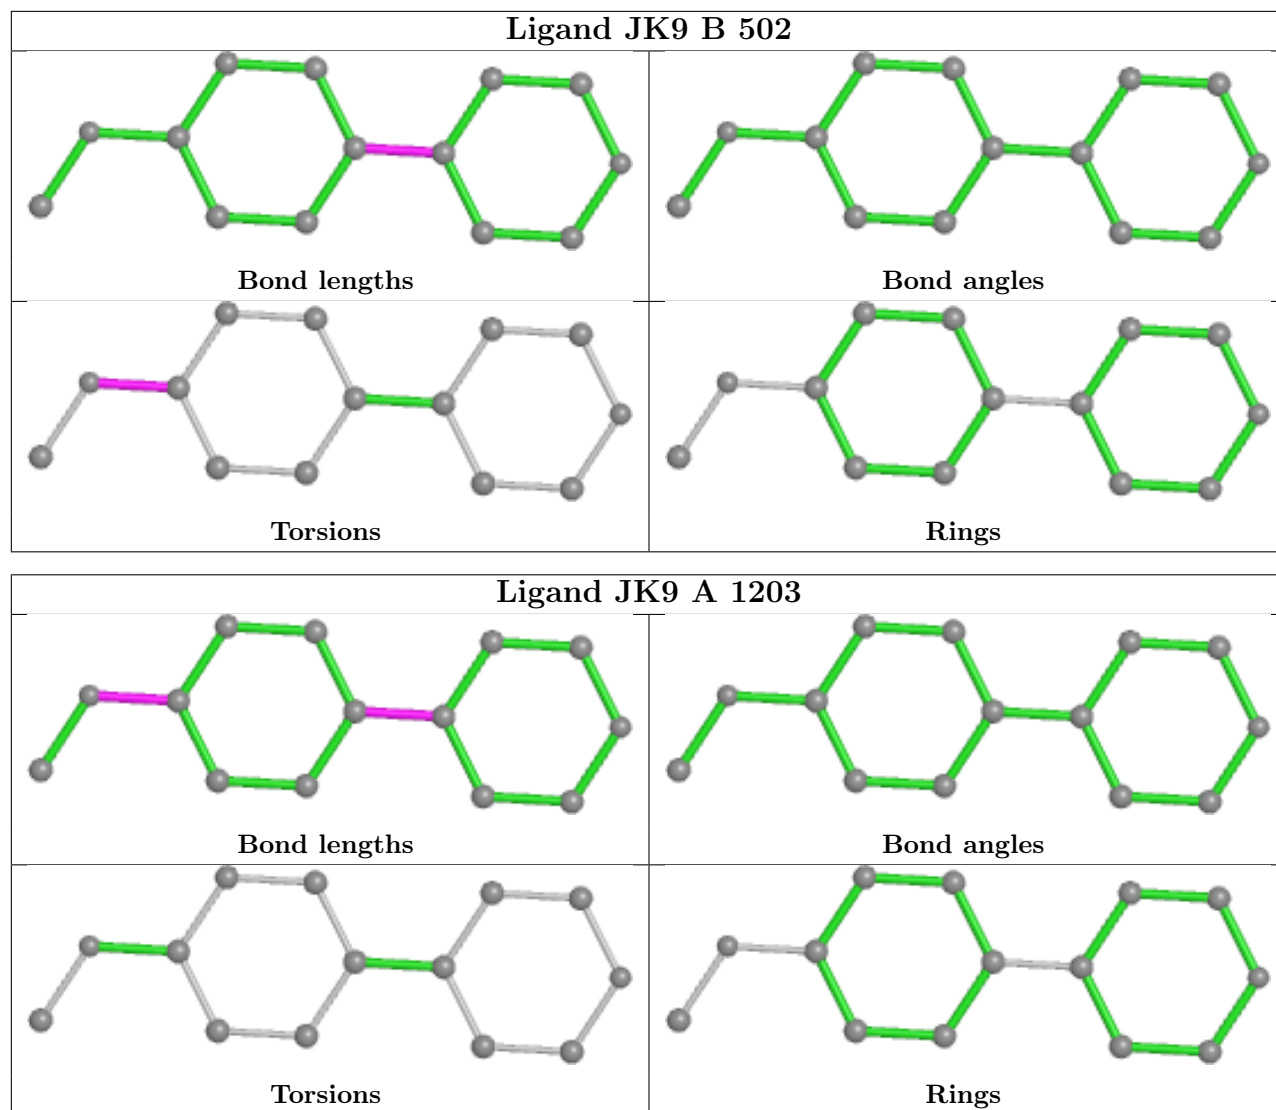 Ligand JK9 B 502
Bond lengths
Bond angles
Torsions
Rings
Ligand JK9 A 1203
Bond lengths
Bond angles
Torsions
Rings